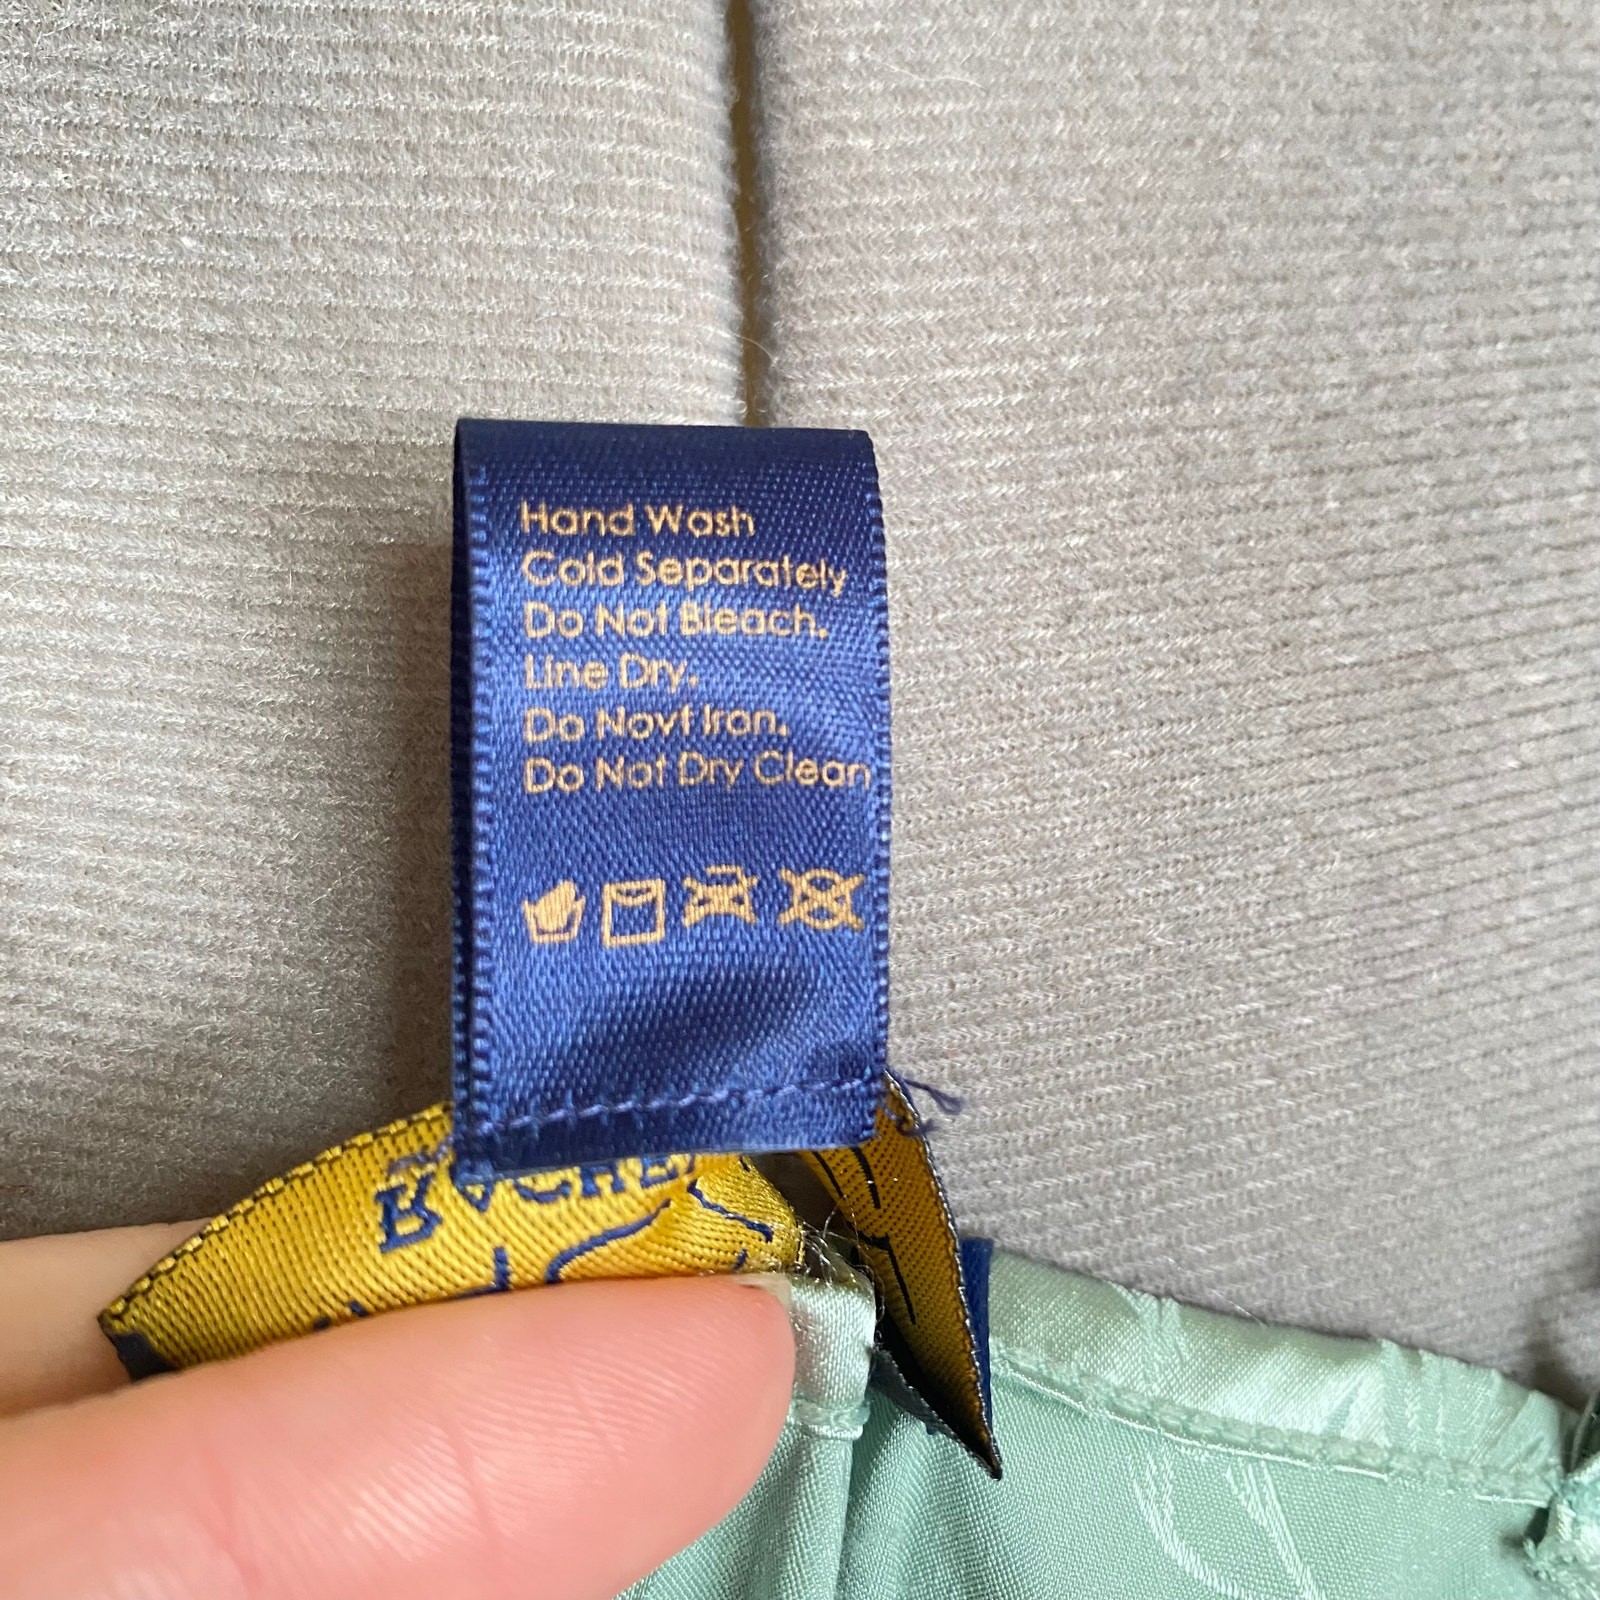 Hand Wash
Cold Separately
Do Not Bleach.
Line Dry.
Do Novt Iron.
Do Not Dry Clean